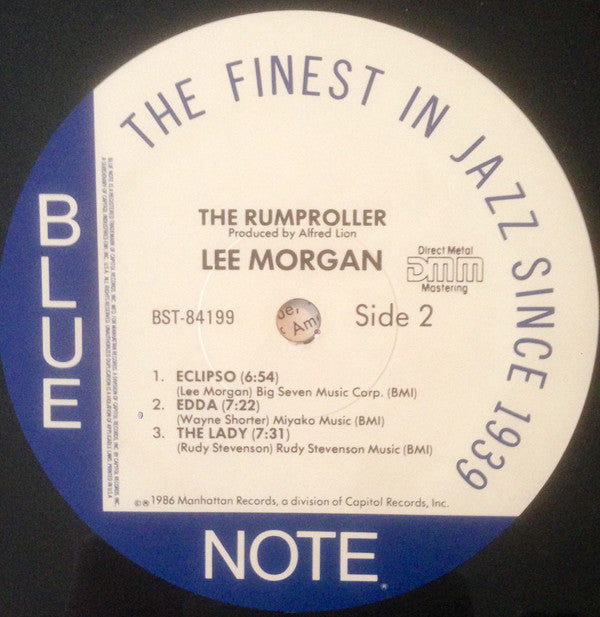 THE FINEST IN JAZZ SINCE 1939
BLUE
NOTE
THE RUMPROLLER
Produced by Alfred Lion
LEE MORGAN
Direct Metal
DMM
Mastering
BST-84199
Side 2
1. ECLIPSO (6:54)
(Lee Morgan) Big Seven Music Corp. (BMI)
2. EDDA (7:22)
(Wayne Shorter) Miyako Music (BMI)
3. THE LADY (7:31)
(Rudy Stevenson) Rudy Stevenson Music (BMI)
©℗ 1986 Manhattan Records, a division of Capitol Records, Inc.